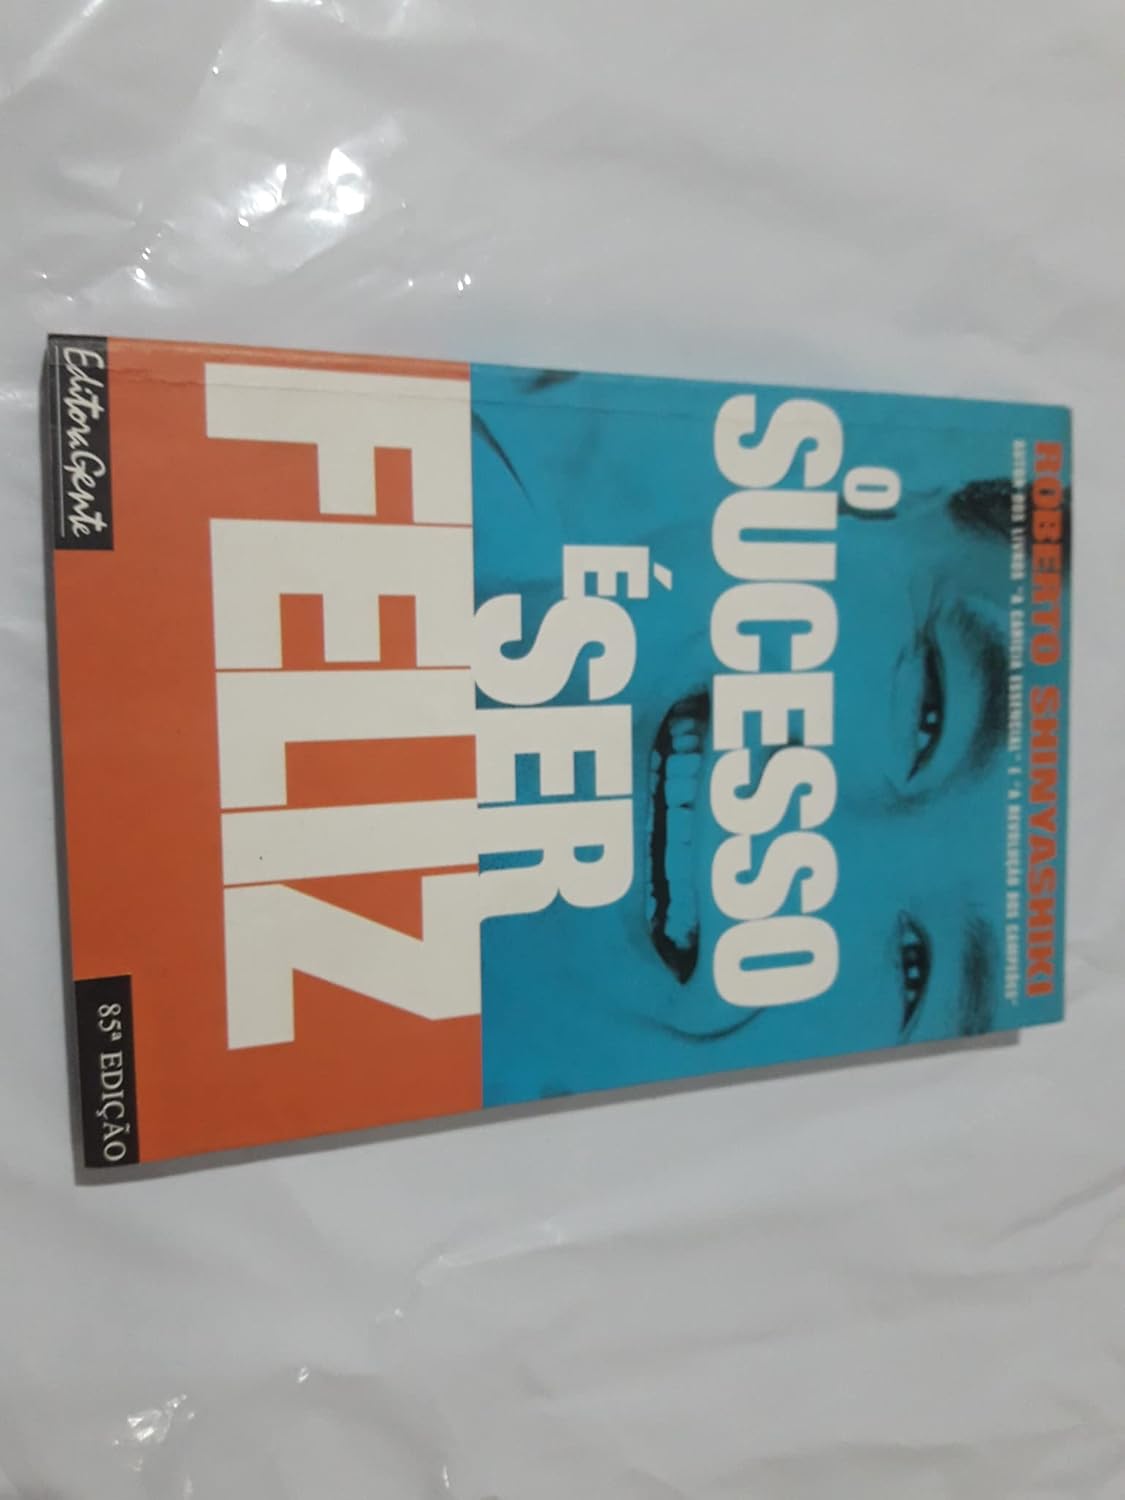 ROBERTO SHINYASHIKI
AUTOR DOS LIVROS "A CARÍCIA ESSENCIAL" E "A REVOLUÇÃO DOS CAMPEÕES"
O
SUCESSO
É SER
FELIZ
Editora Gente
85ª EDIÇÃO